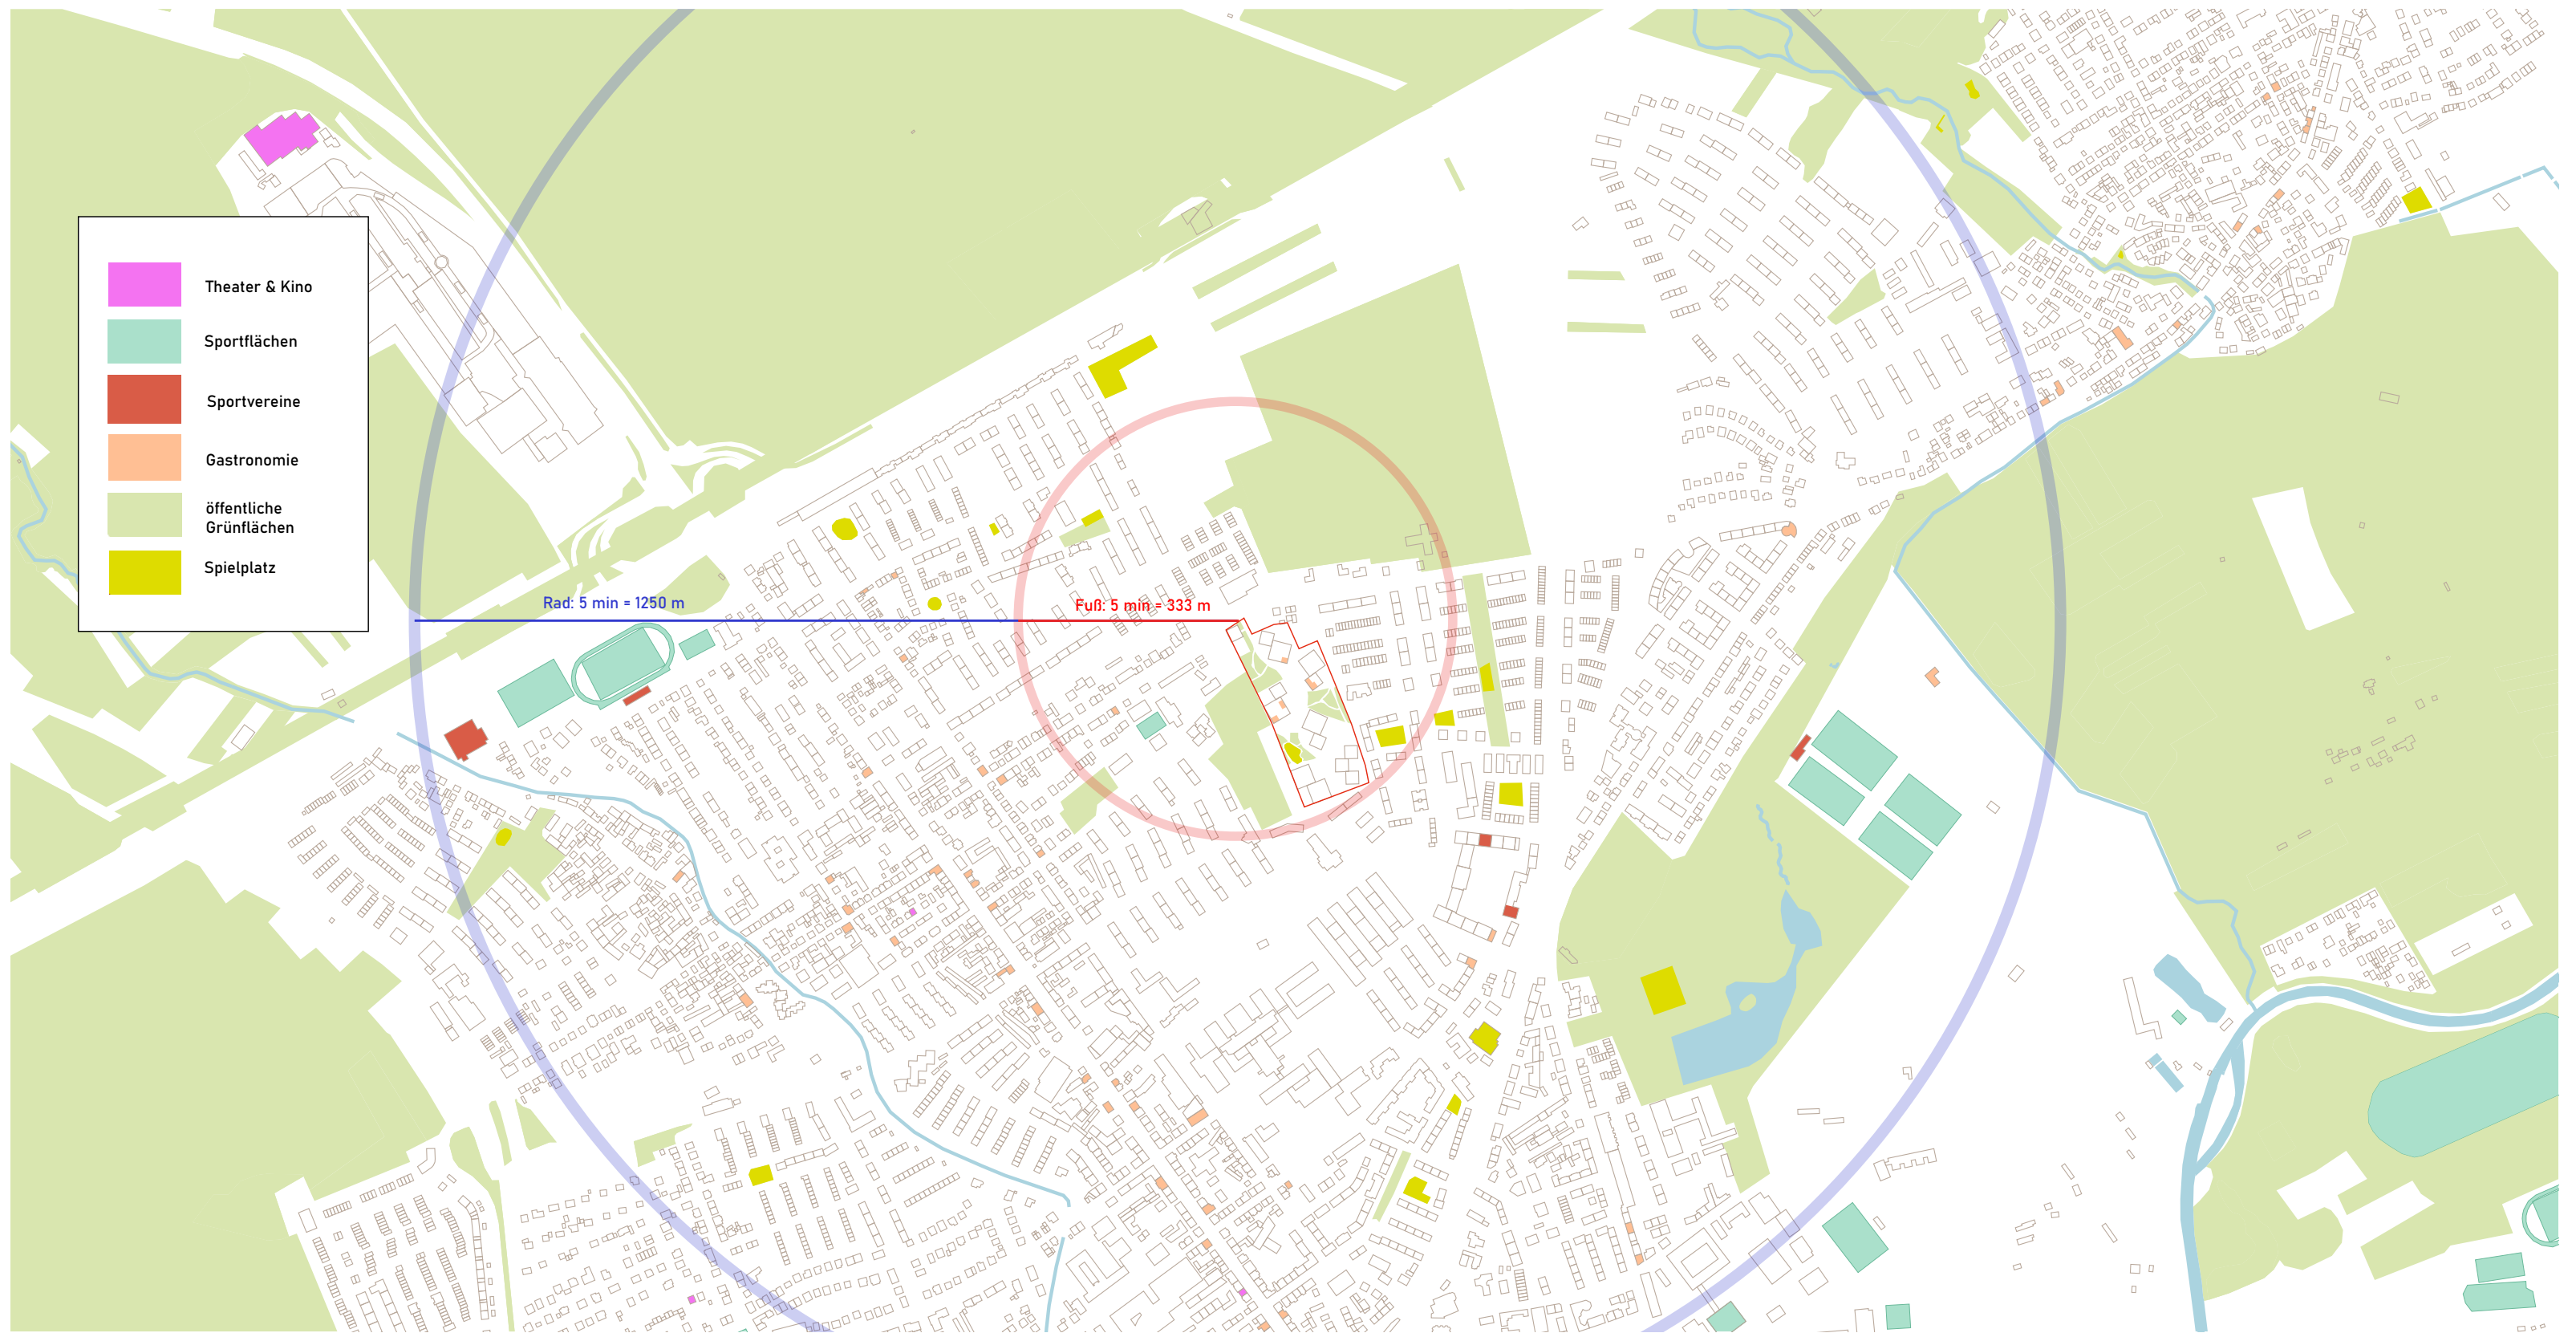 Theater & Kino
Sportflächen
Sportvereine
Gastronomie
öffentliche
Grünflächen
Spielplatz
Rad: 5 min = 1250 m
Fuß: 5 min = 333 m